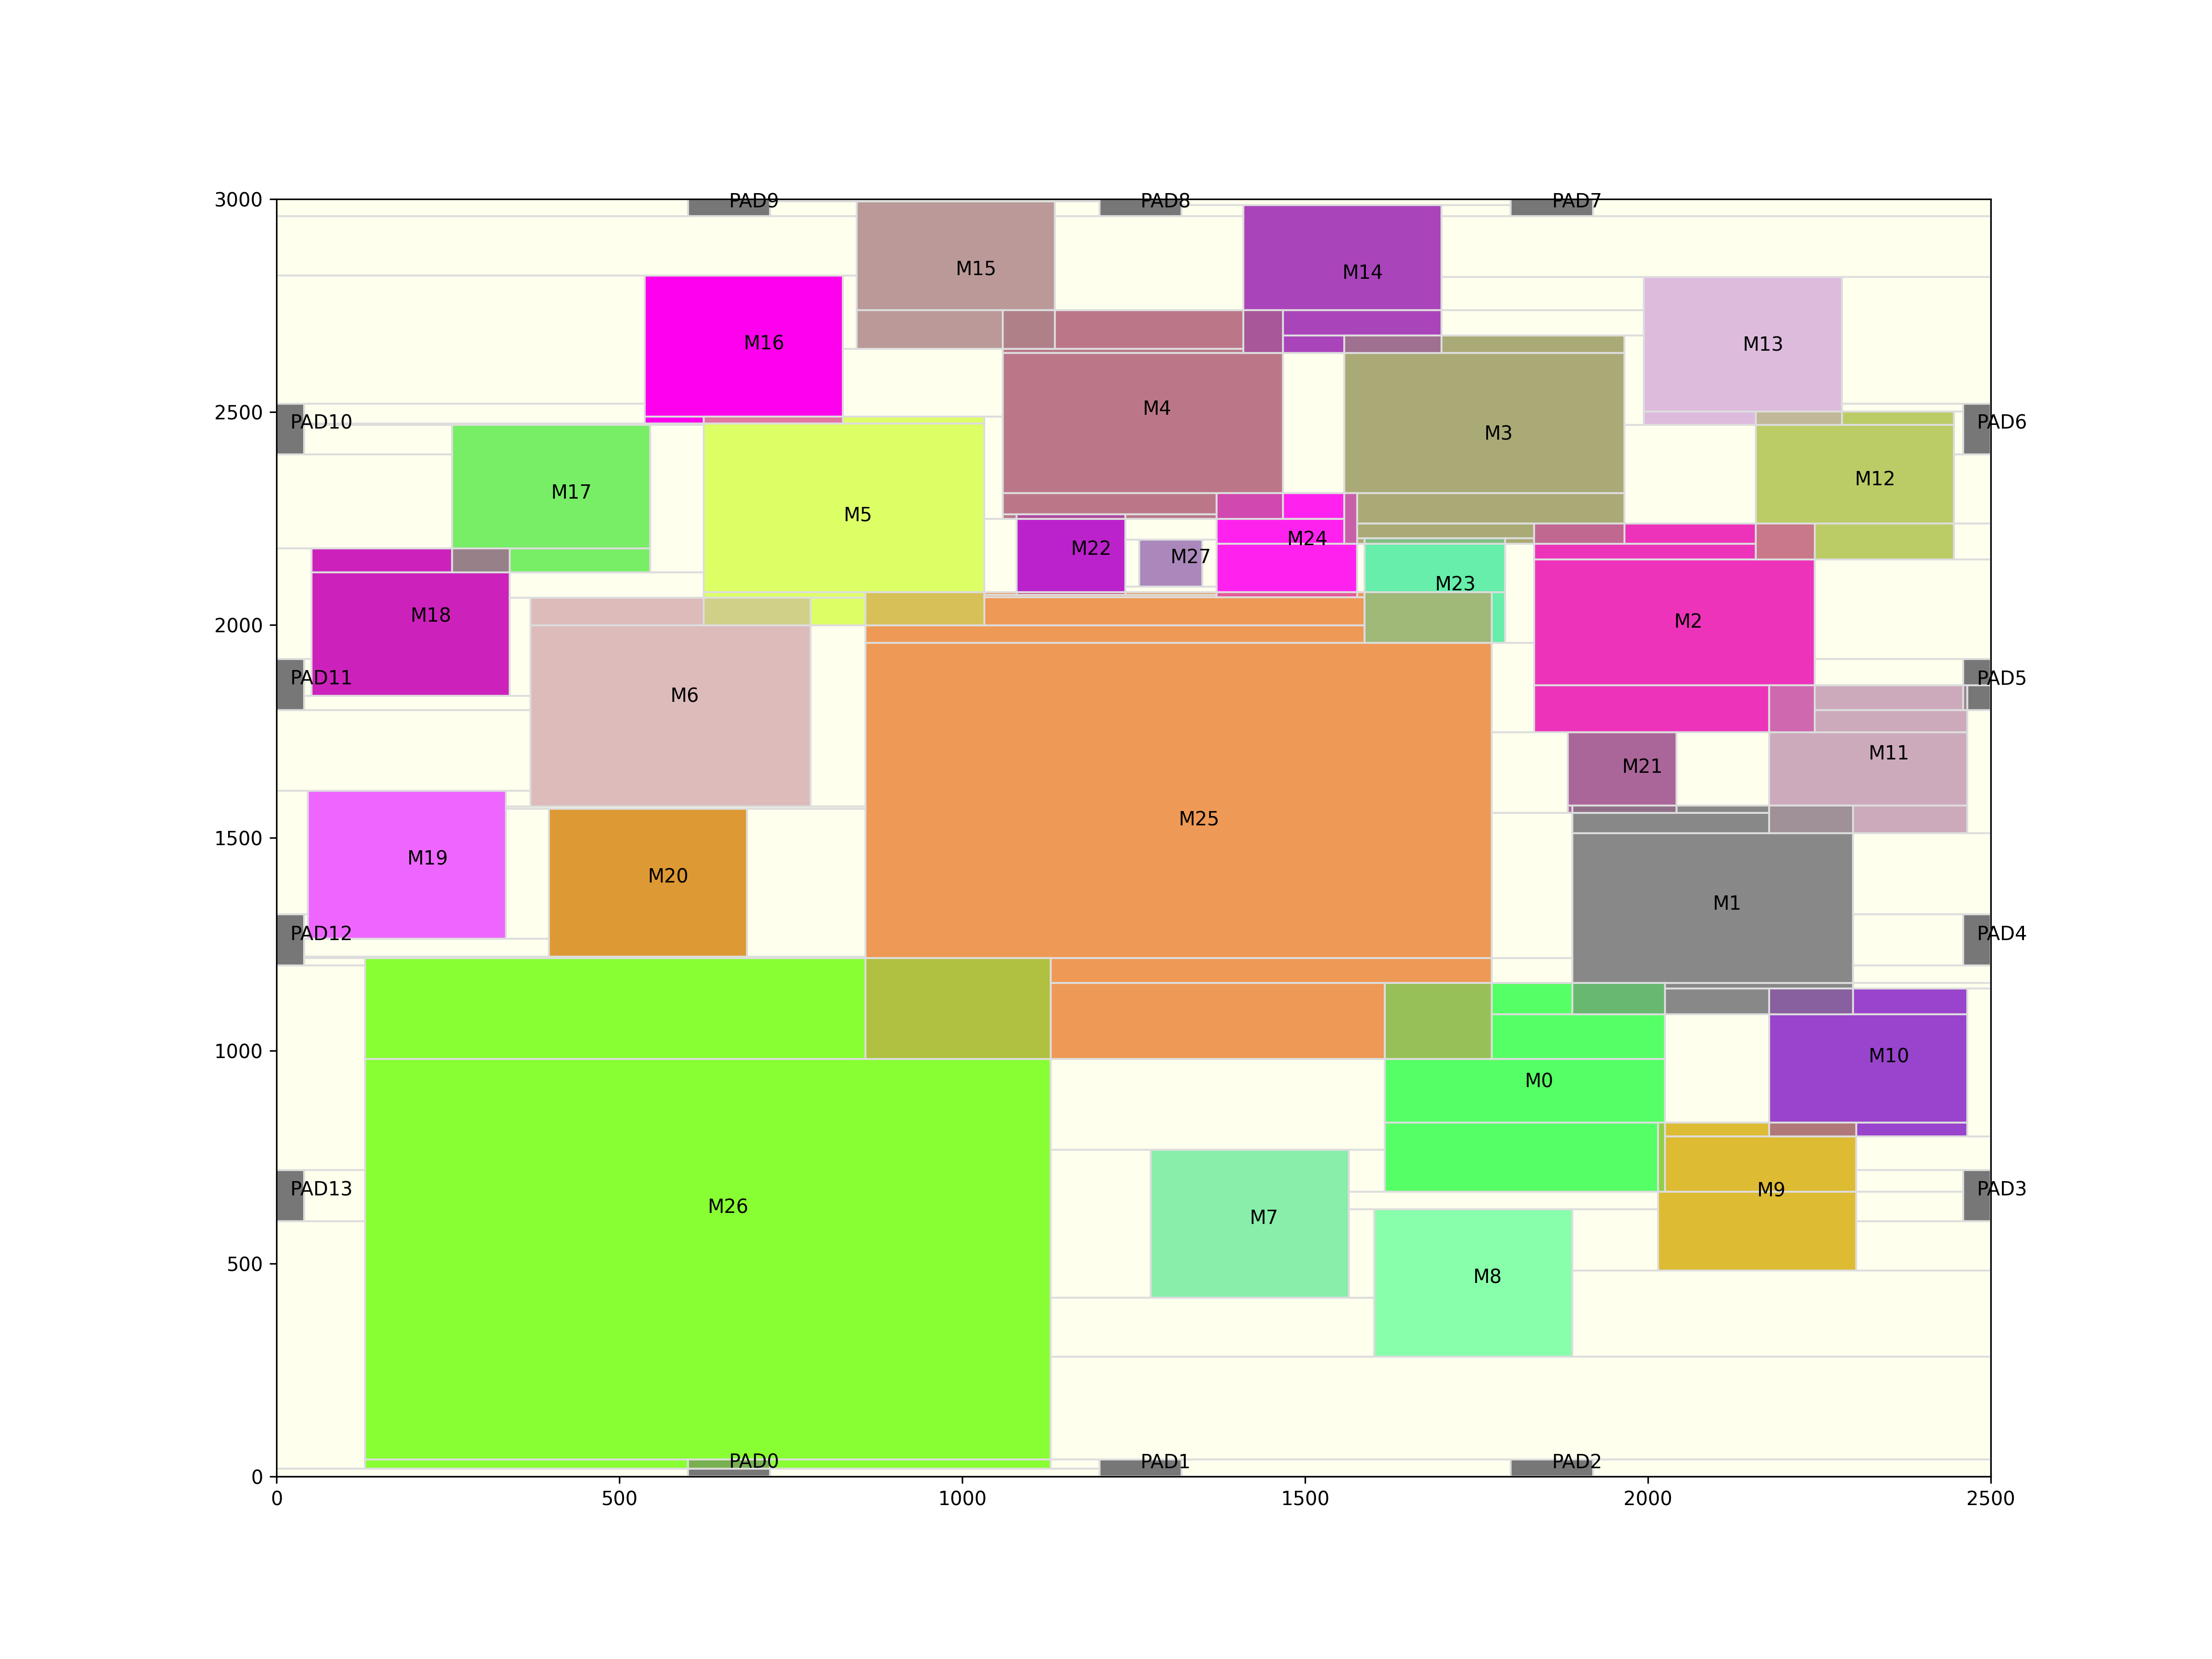 3000
PAD9 PAD8 PAD7
M15 M14
M16 M13
2500
PAD10 M4 M3 PAD6
M17 M12
M5
M22 M27 M24
M23
2000
M18 M2
PAD11 M6 PAD5
M21 M11
1500
M19 M20 M25 M1
PAD12 PAD4
1000
M10
M0
PAD13 M26 M7 M9 PAD3
500
M8
PAD0 PAD1 PAD2
0
0 500 1000 1500 2000 2500